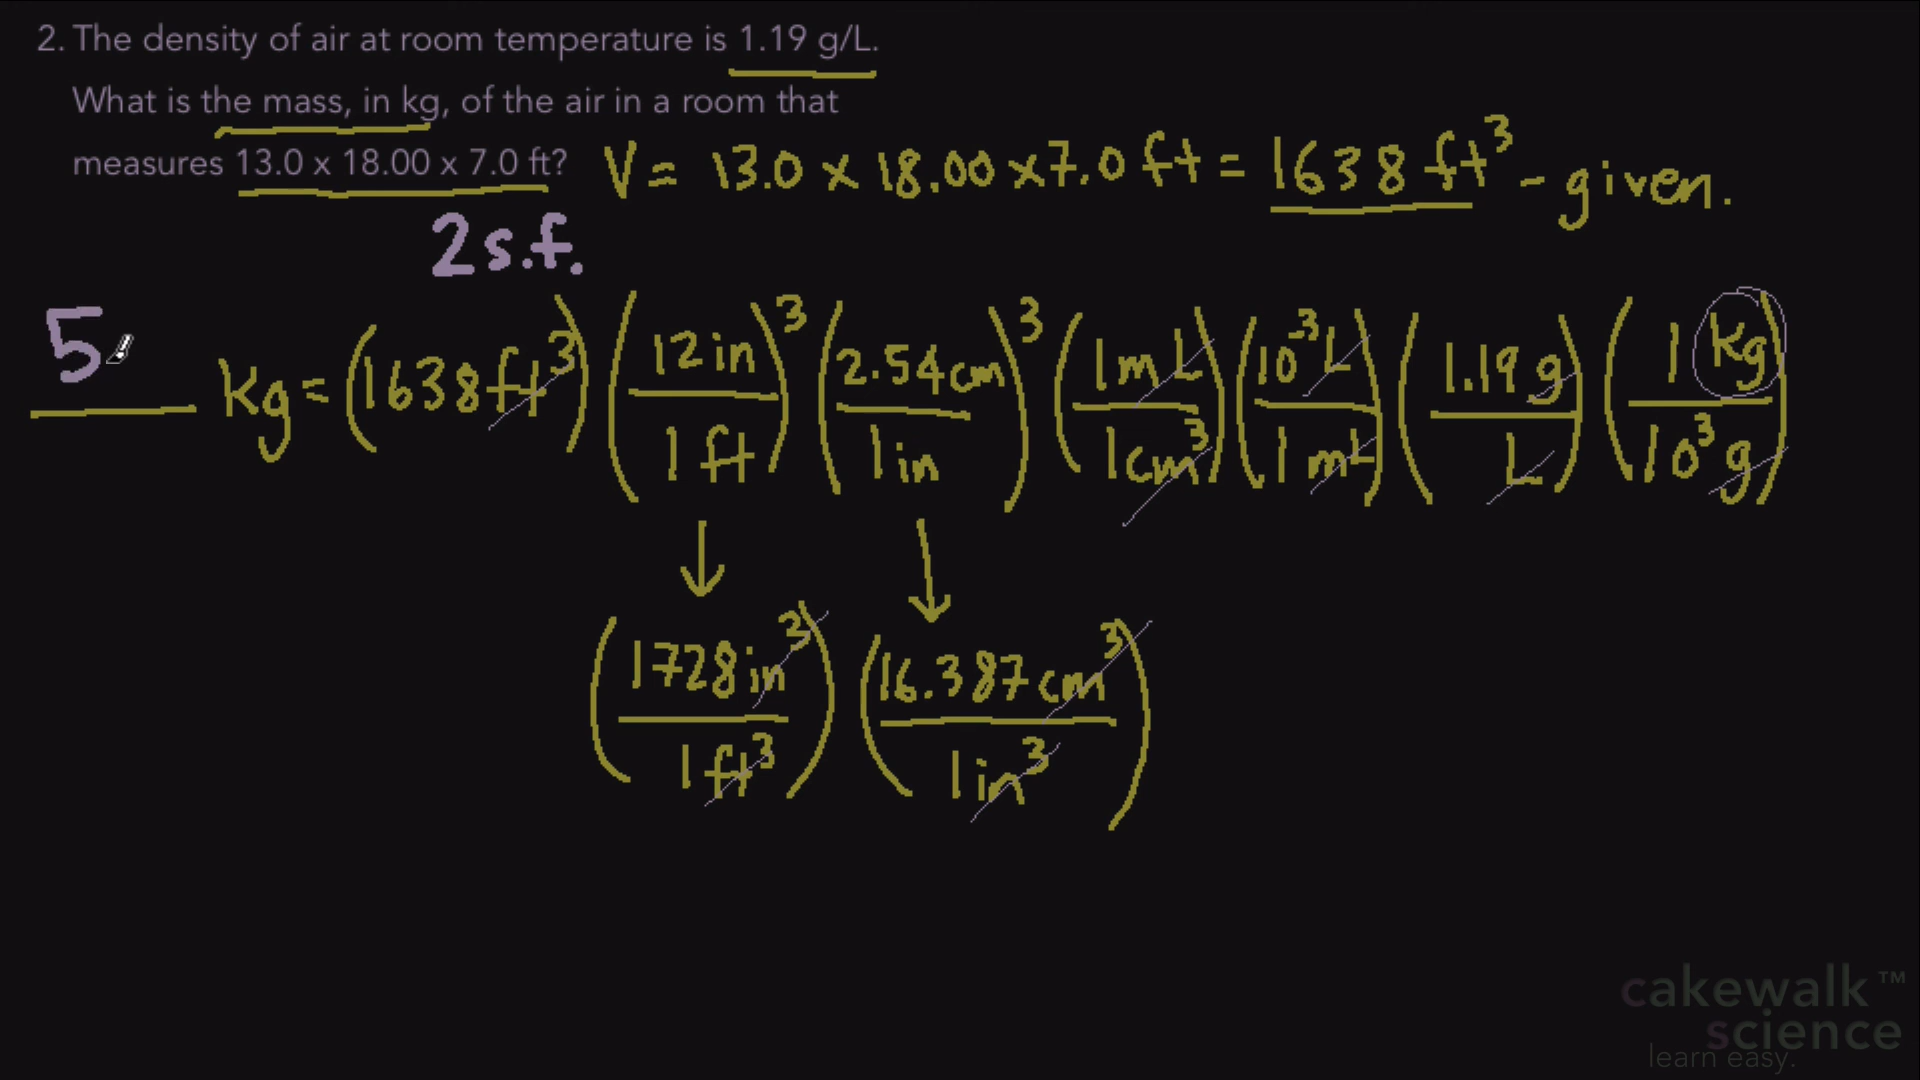 2. The density of air at room temperature is 1.19 g/L.
What is the mass, in kg, of the air in a room that
measures 13.0 x 18.00 x 7.0 ft?
V = 13.0 x 18.00 x 7.0 ft = 1638 ft³ - given.
2 s.f.
5 kg = (1638 ft³) (12 in / 1 ft)³ (2.54 cm / 1 in)³ (1 mL / 1 cm³) (10⁻³ L / 1 mL) (1.19 g / L) (1 kg / 10³ g)
(1728 in³ / 1 ft³) (16.387 cm³ / 1 in³)
cakewalk™
science
learn easy.